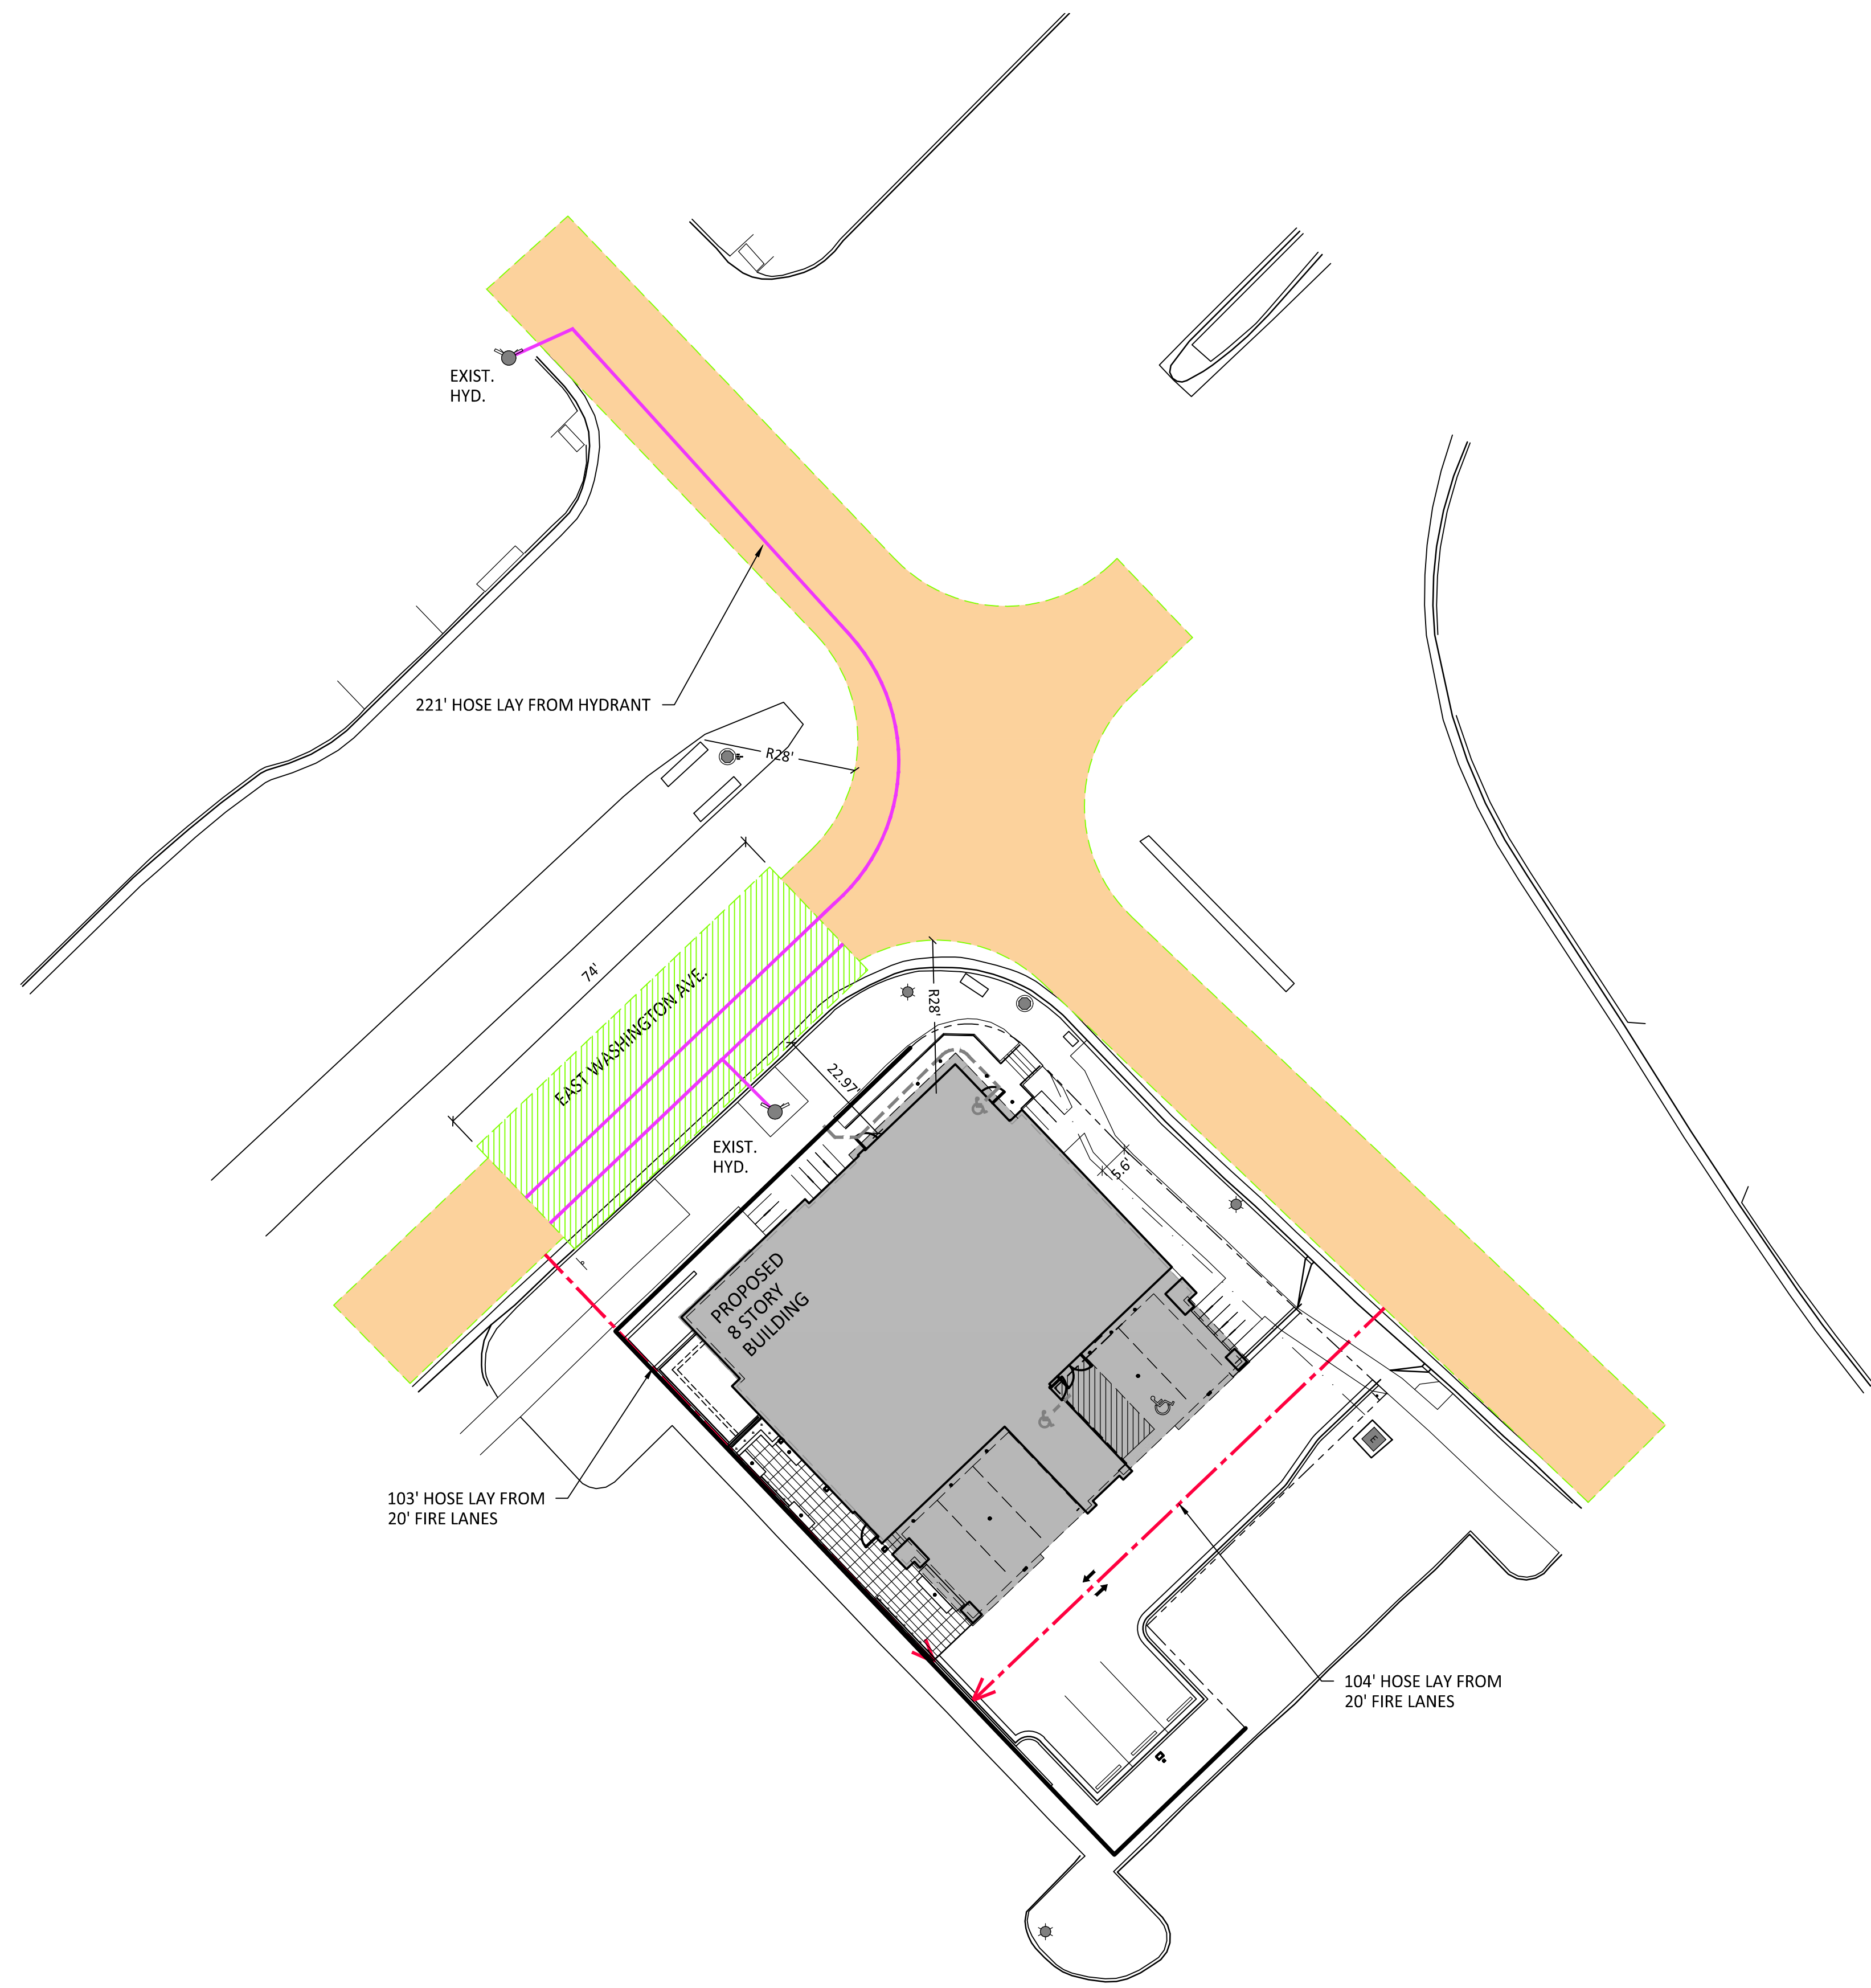 EXIST.
HYD.
221' HOSE LAY FROM HYDRANT
R28'
74'
EAST WASHINGTON AVE.
R28'
22.97'
EXIST.
HYD.
5.6'
PROPOSED
8 STORY
BUILDING
E
103' HOSE LAY FROM
20' FIRE LANES
104' HOSE LAY FROM
20' FIRE LANES